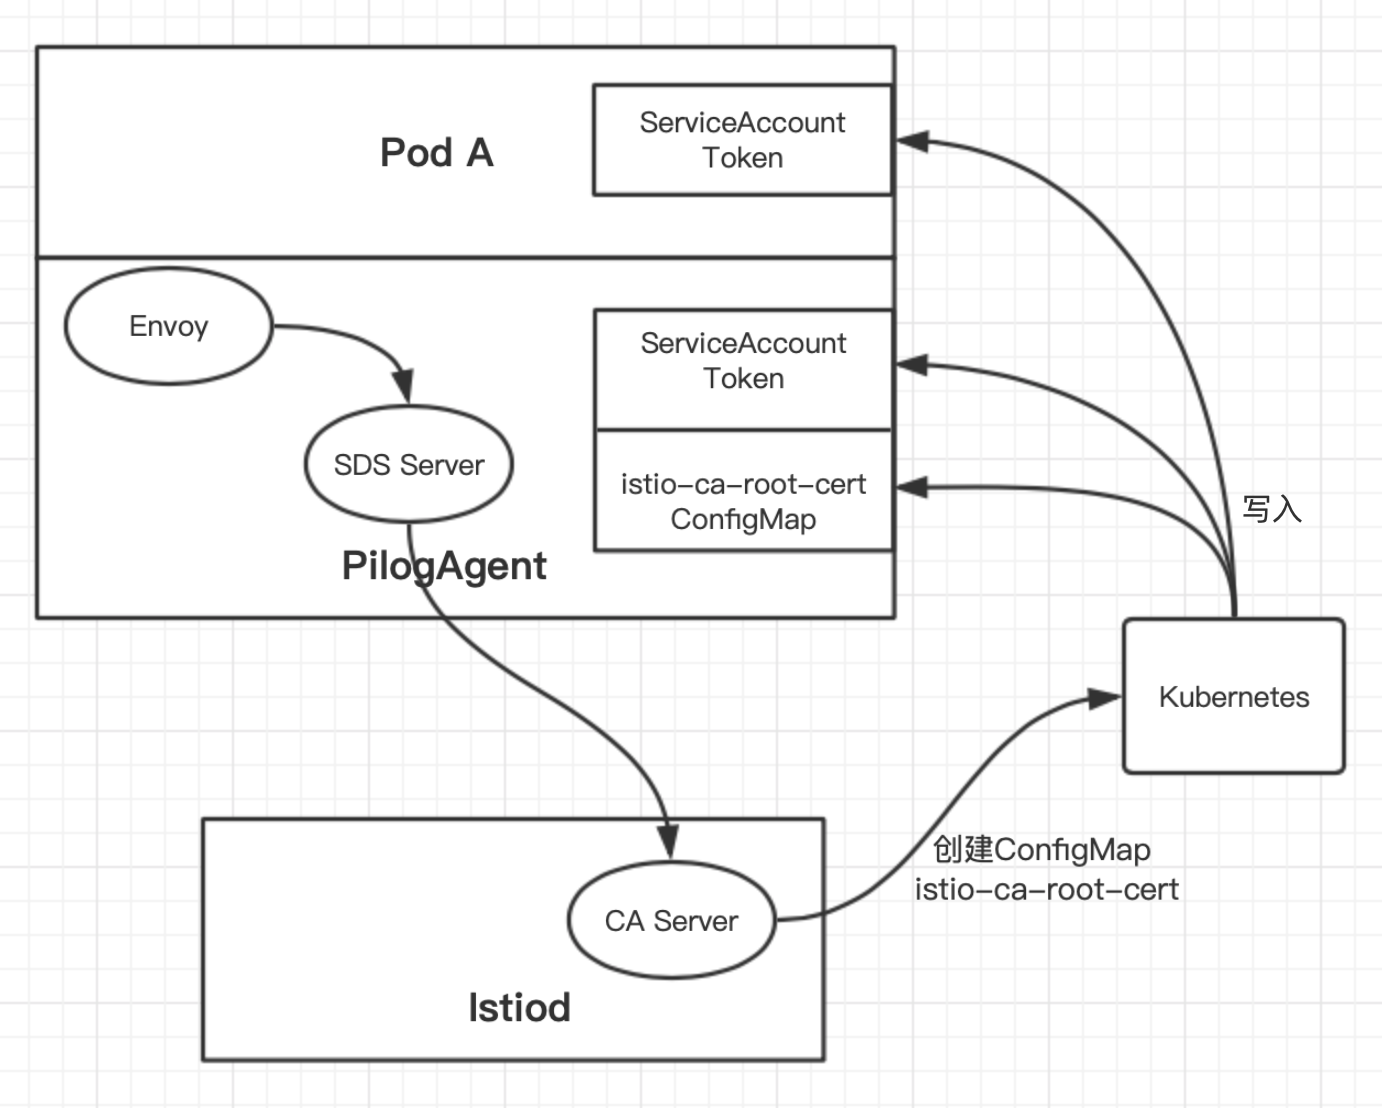 Pod A
ServiceAccount
Token
Envoy
SDS Server
ServiceAccount
Token
istio-ca-root-cert
ConfigMap
PilogAgent
写入
Kubernetes
创建ConfigMap
istio-ca-root-cert
CA Server
Istiod